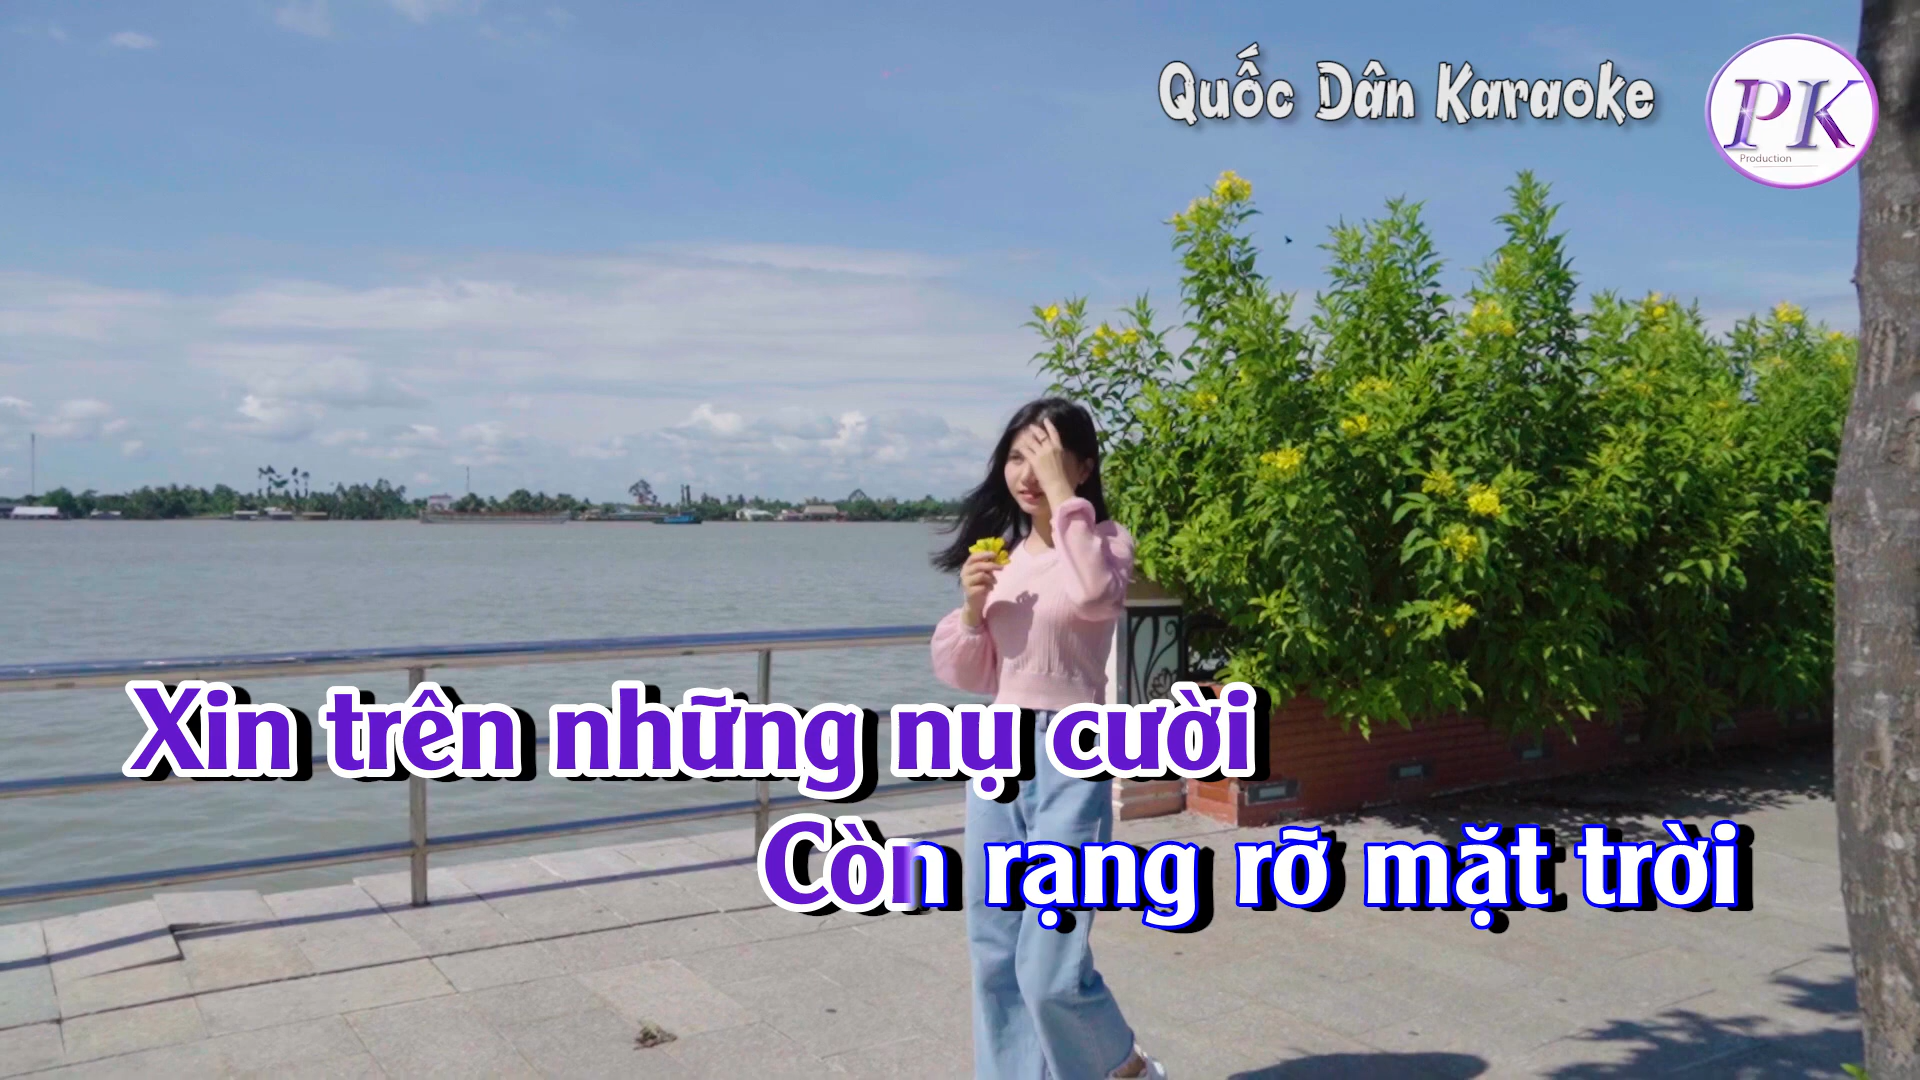 Quốc Dân Karaoke
PK
Production
Xin trên những nụ cười
Còn rạng rỡ mặt trời